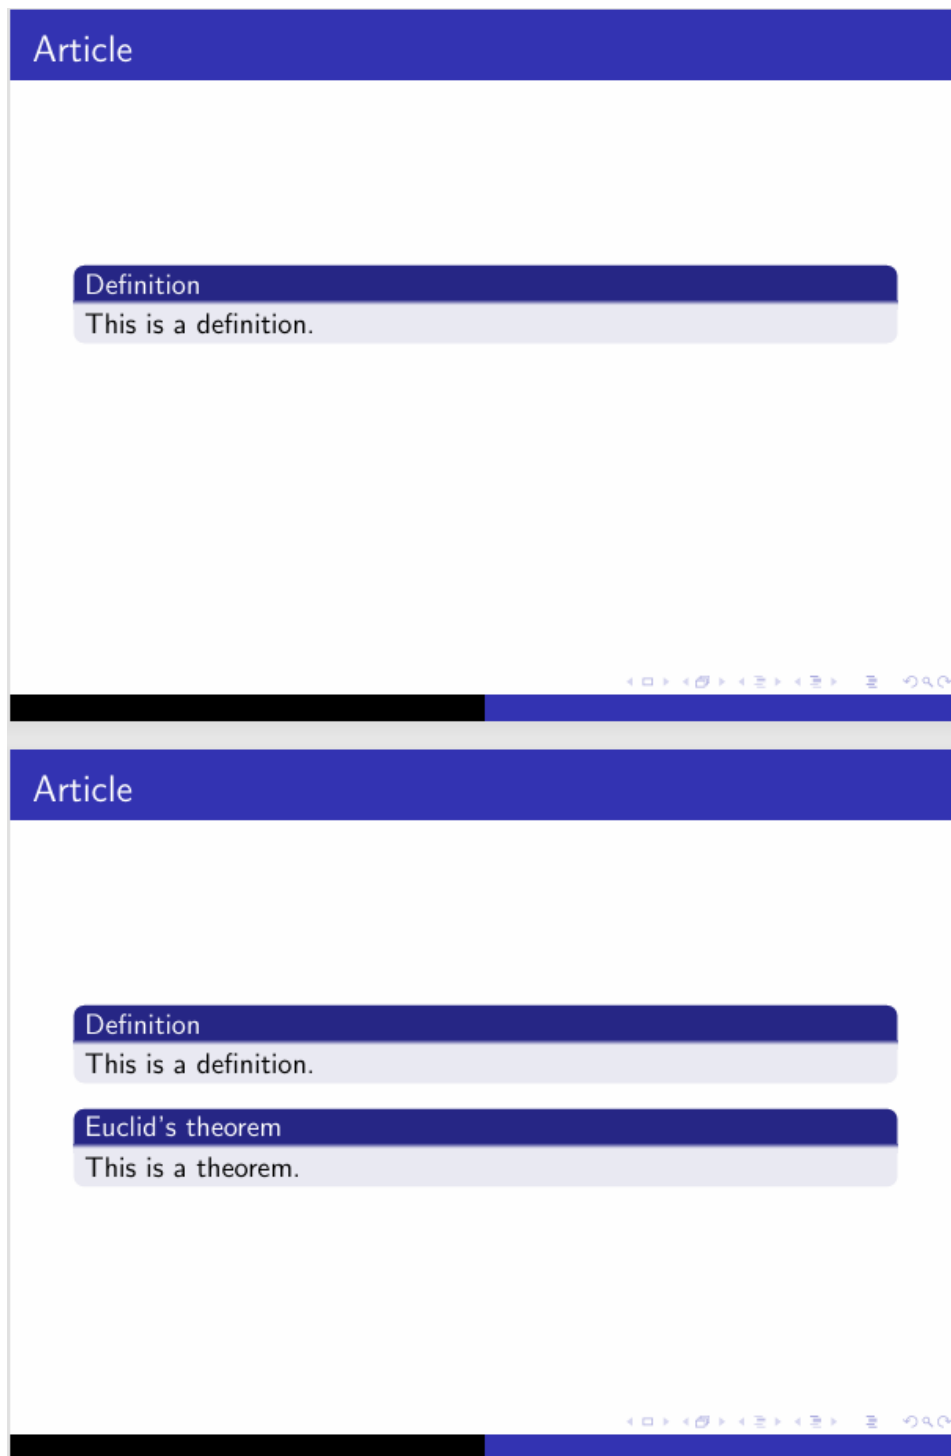 Article
Definition
This is a definition.
Article
Definition
This is a definition.
Euclid's theorem
This is a theorem.